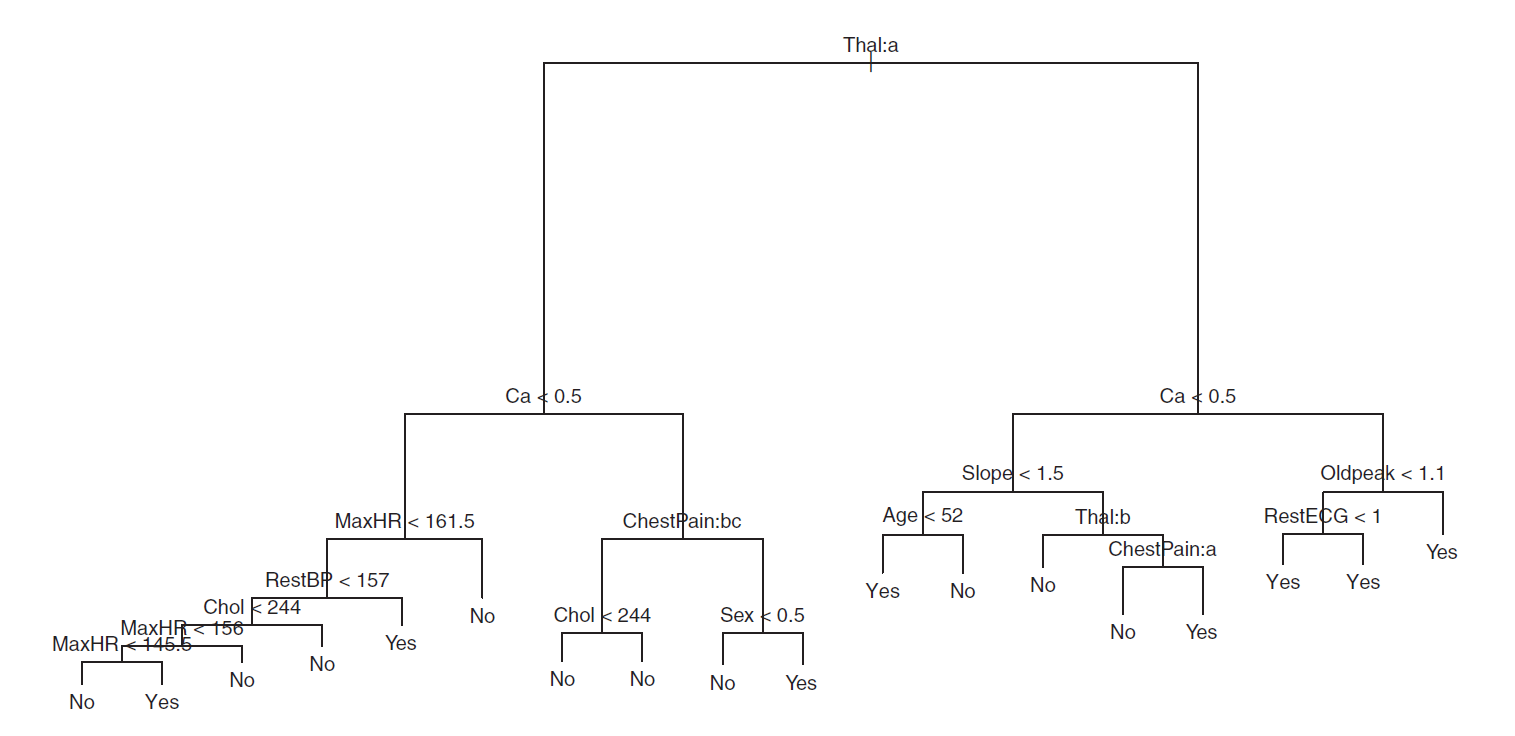 Thal:a
Ca < 0.5
Ca < 0.5
Slope < 1.5
Oldpeak < 1.1
MaxHR < 161.5
ChestPain:bc
Age < 52
Thal:b
RestECG < 1
ChestPain:a
Yes
RestBP < 157
Yes
No
No
Yes
Yes
Chol < 244
No
Chol < 244
Sex < 0.5
MaxHR < 156
No
Yes
MaxHR < 145.5
Yes
No
No
No
No
No
Yes
No
Yes